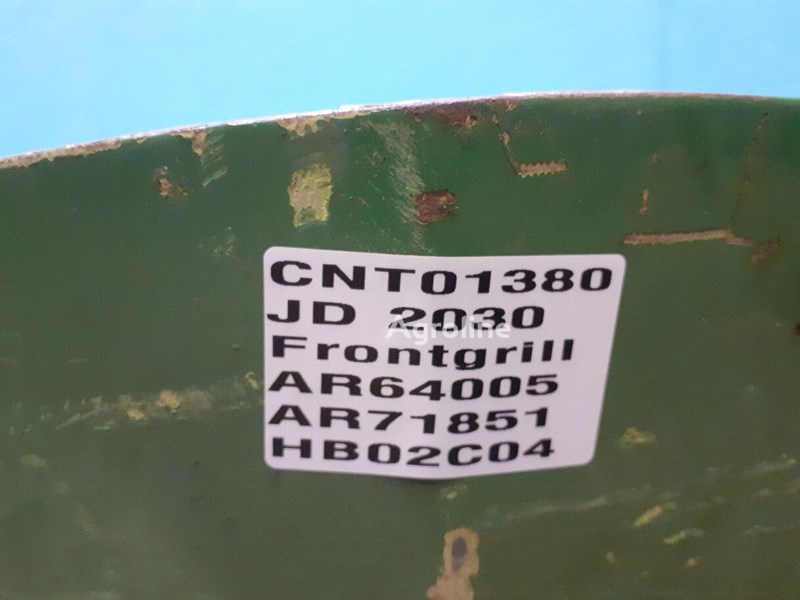 CNT01380
JD 2030
Agroline
Frontgrill
AR64005
AR71851
HB02C04